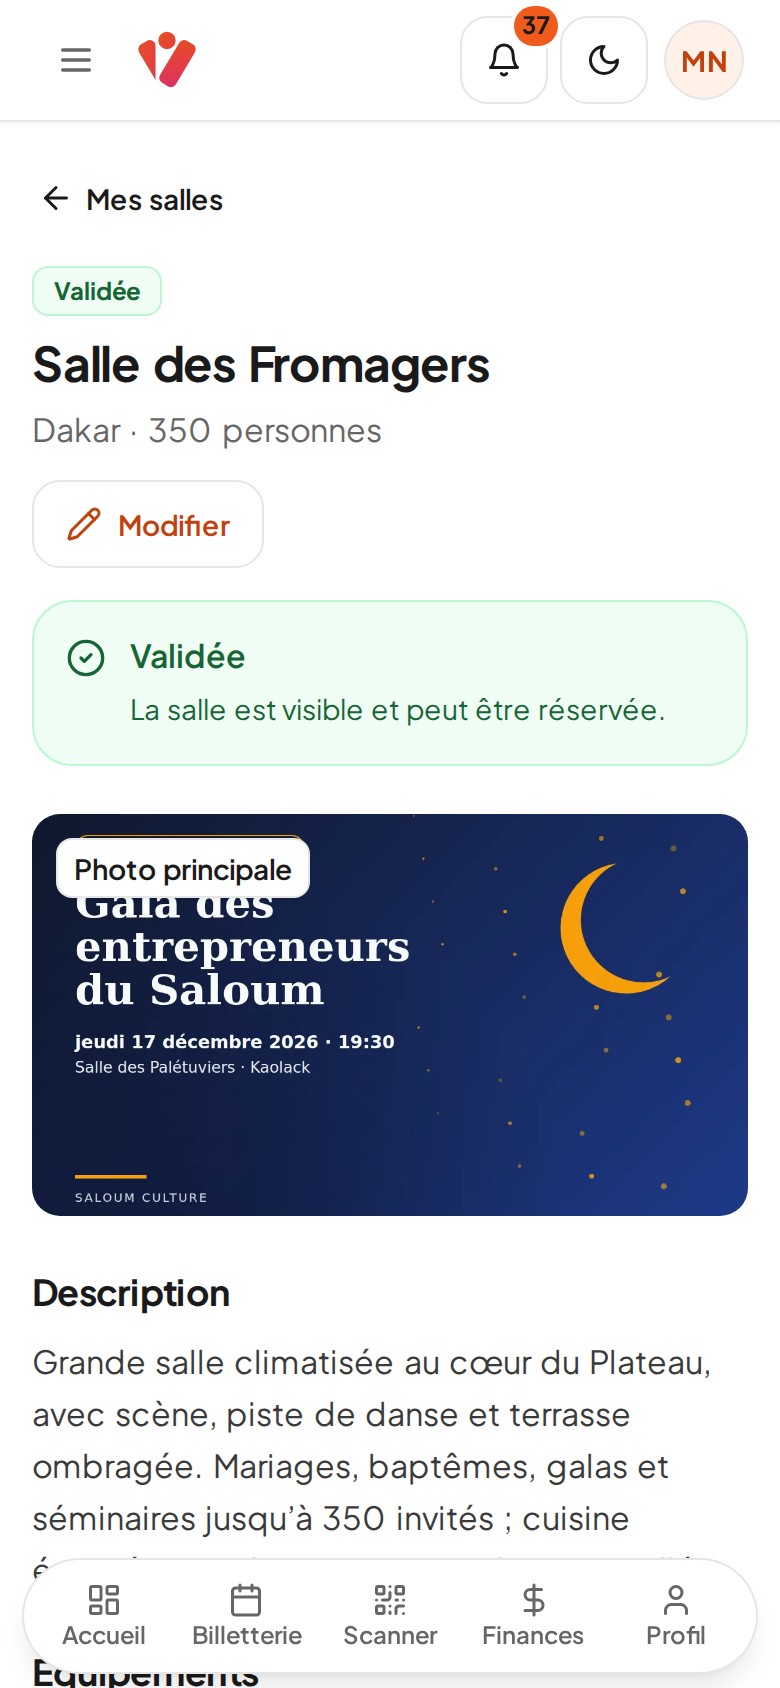 37
MN
Mes salles
Validée
Salle des Fromagers
Dakar · 350 personnes
Modifier
Validée
La salle est visible et peut être réservée.
Photo principale
Gala des
entrepreneurs
du Saloum
jeudi 17 décembre 2026 · 19:30
Salle des Palétuviers · Kaolack
SALOUM CULTURE
Description
Grande salle climatisée au cœur du Plateau,
avec scène, piste de danse et terrasse
ombragée. Mariages, baptêmes, galas et
séminaires jusqu’à 350 invités ; cuisine
Accueil
Billetterie
Scanner
Finances
Profil
Équipements